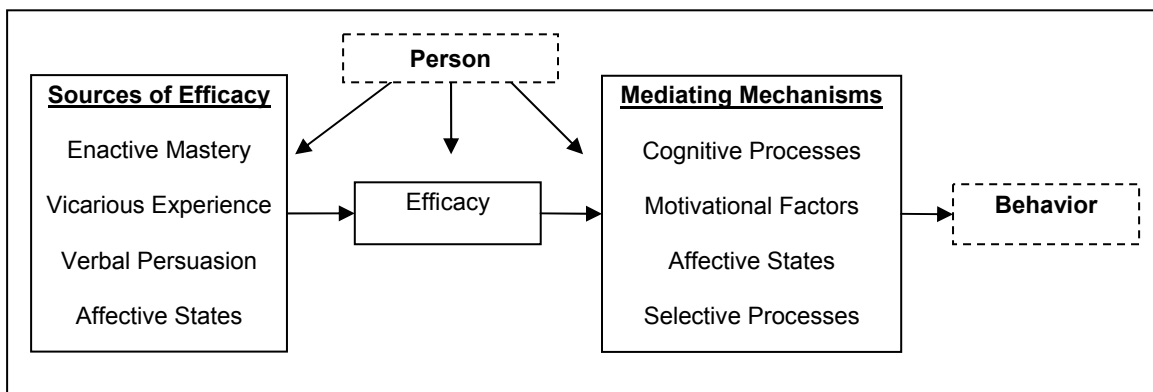 Person
Sources of Efficacy
Enactive Mastery
Vicarious Experience
Verbal Persuasion
Affective States
Efficacy
Mediating Mechanisms
Cognitive Processes
Motivational Factors
Affective States
Selective Processes
Behavior